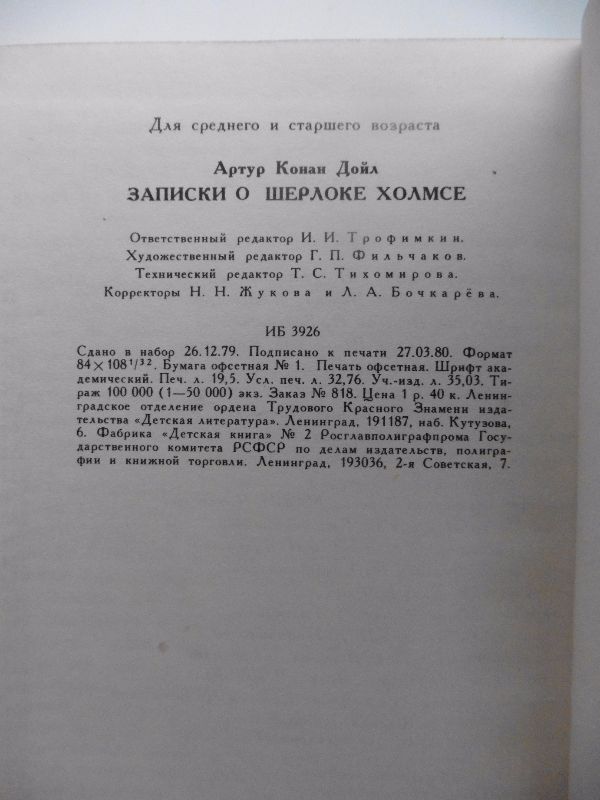 Для среднего и старшего возраста
Артур Конан Дойл
ЗАПИСКИ О ШЕРЛОКЕ ХОЛМСЕ
Ответственный редактор И. И. Трофимкин.
Художественный редактор Г. П. Фильчаков.
Технический редактор Т. С. Тихомирова.
Корректоры Н. Н. Жукова и Л. А. Бочкарёва.
ИБ 3926
Сдано в набор 26.12.79. Подписано к печати 27.03.80. Формат
84×108¹/³². Бумага офсетная № 1. Печать офсетная. Шрифт ака-
демический. Печ. л. 19,5. Усл. печ. л. 32,76. Уч.-изд. л. 35,03. Ти-
раж 100 000 (1—50 000) экз. Заказ № 818. Цена 1 р. 40 к. Ленин-
градское отделение ордена Трудового Красного Знамени изда-
тельства «Детская литература». Ленинград, 191187, наб. Кутузова,
6. Фабрика «Детская книга» № 2 Росглавполиграфпрома Госу-
дарственного комитета РСФСР по делам издательств, полигра-
фии и книжной торговли. Ленинград, 193036, 2-я Советская, 7.